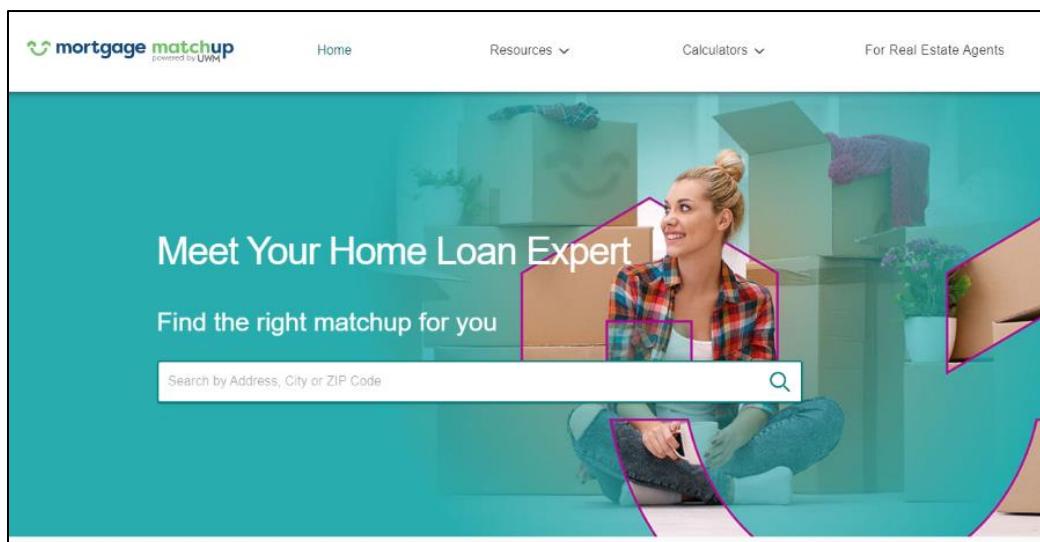 mortgage matchup
powered by UWM
Home
Resources
Calculators
For Real Estate Agents
Meet Your Home Loan Expert
Find the right matchup for you
Search by Address, City or ZIP Code